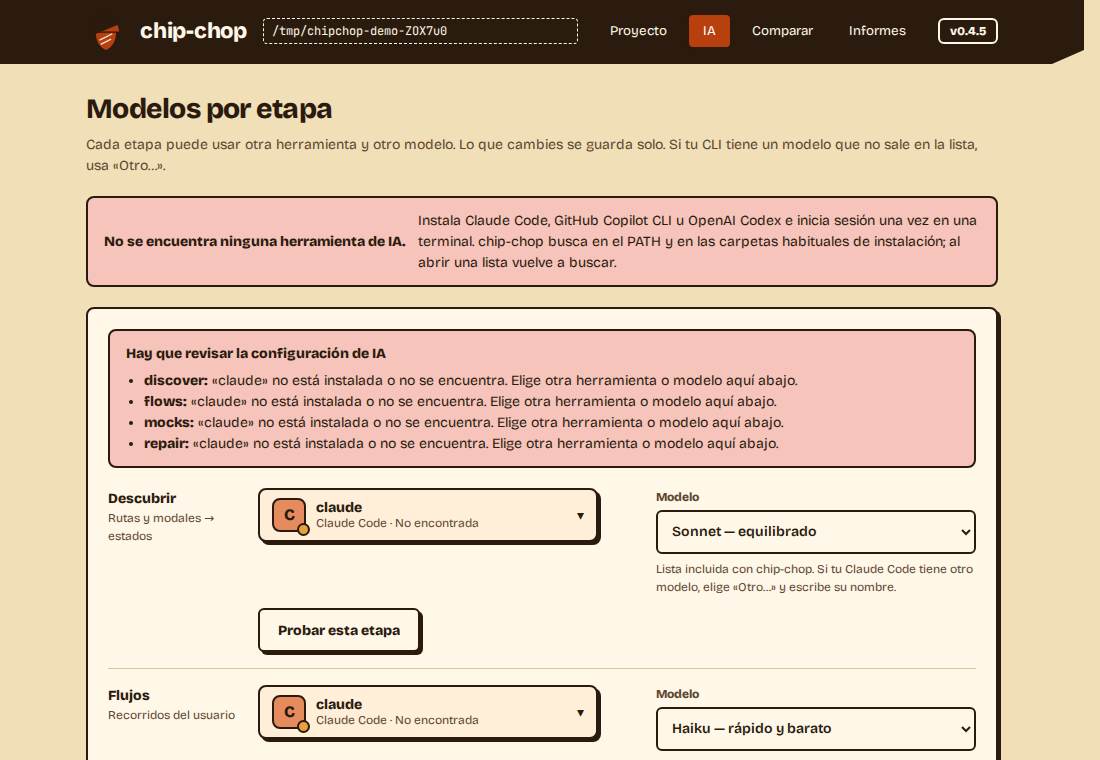 chip-chop
/tmp/chipchop-demo-ZOX7u0
Proyecto
IA
Comparar
Informes
v0.4.5
Modelos por etapa
Cada etapa puede usar otra herramienta y otro modelo. Lo que cambies se guarda solo. Si tu CLI tiene un modelo que no sale en la lista,
usa «Otro…».
No se encuentra ninguna herramienta de IA.
Instala Claude Code, GitHub Copilot CLI u OpenAI Codex e inicia sesión una vez en una
terminal. chip-chop busca en el PATH y en las carpetas habituales de instalación; al
abrir una lista vuelve a buscar.
Hay que revisar la configuración de IA
• discover: «claude» no está instalada o no se encuentra. Elige otra herramienta o modelo aquí abajo.
• flows: «claude» no está instalada o no se encuentra. Elige otra herramienta o modelo aquí abajo.
• mocks: «claude» no está instalada o no se encuentra. Elige otra herramienta o modelo aquí abajo.
• repair: «claude» no está instalada o no se encuentra. Elige otra herramienta o modelo aquí abajo.
Descubrir
Rutas y modales →
estados
C
claude
Claude Code · No encontrada
▾
Modelo
Sonnet — equilibrado
Lista incluida con chip-chop. Si tu Claude Code tiene otro
modelo, elige «Otro…» y escribe su nombre.
Probar esta etapa
Flujos
Recorridos del usuario
C
claude
Claude Code · No encontrada
▾
Modelo
Haiku — rápido y barato